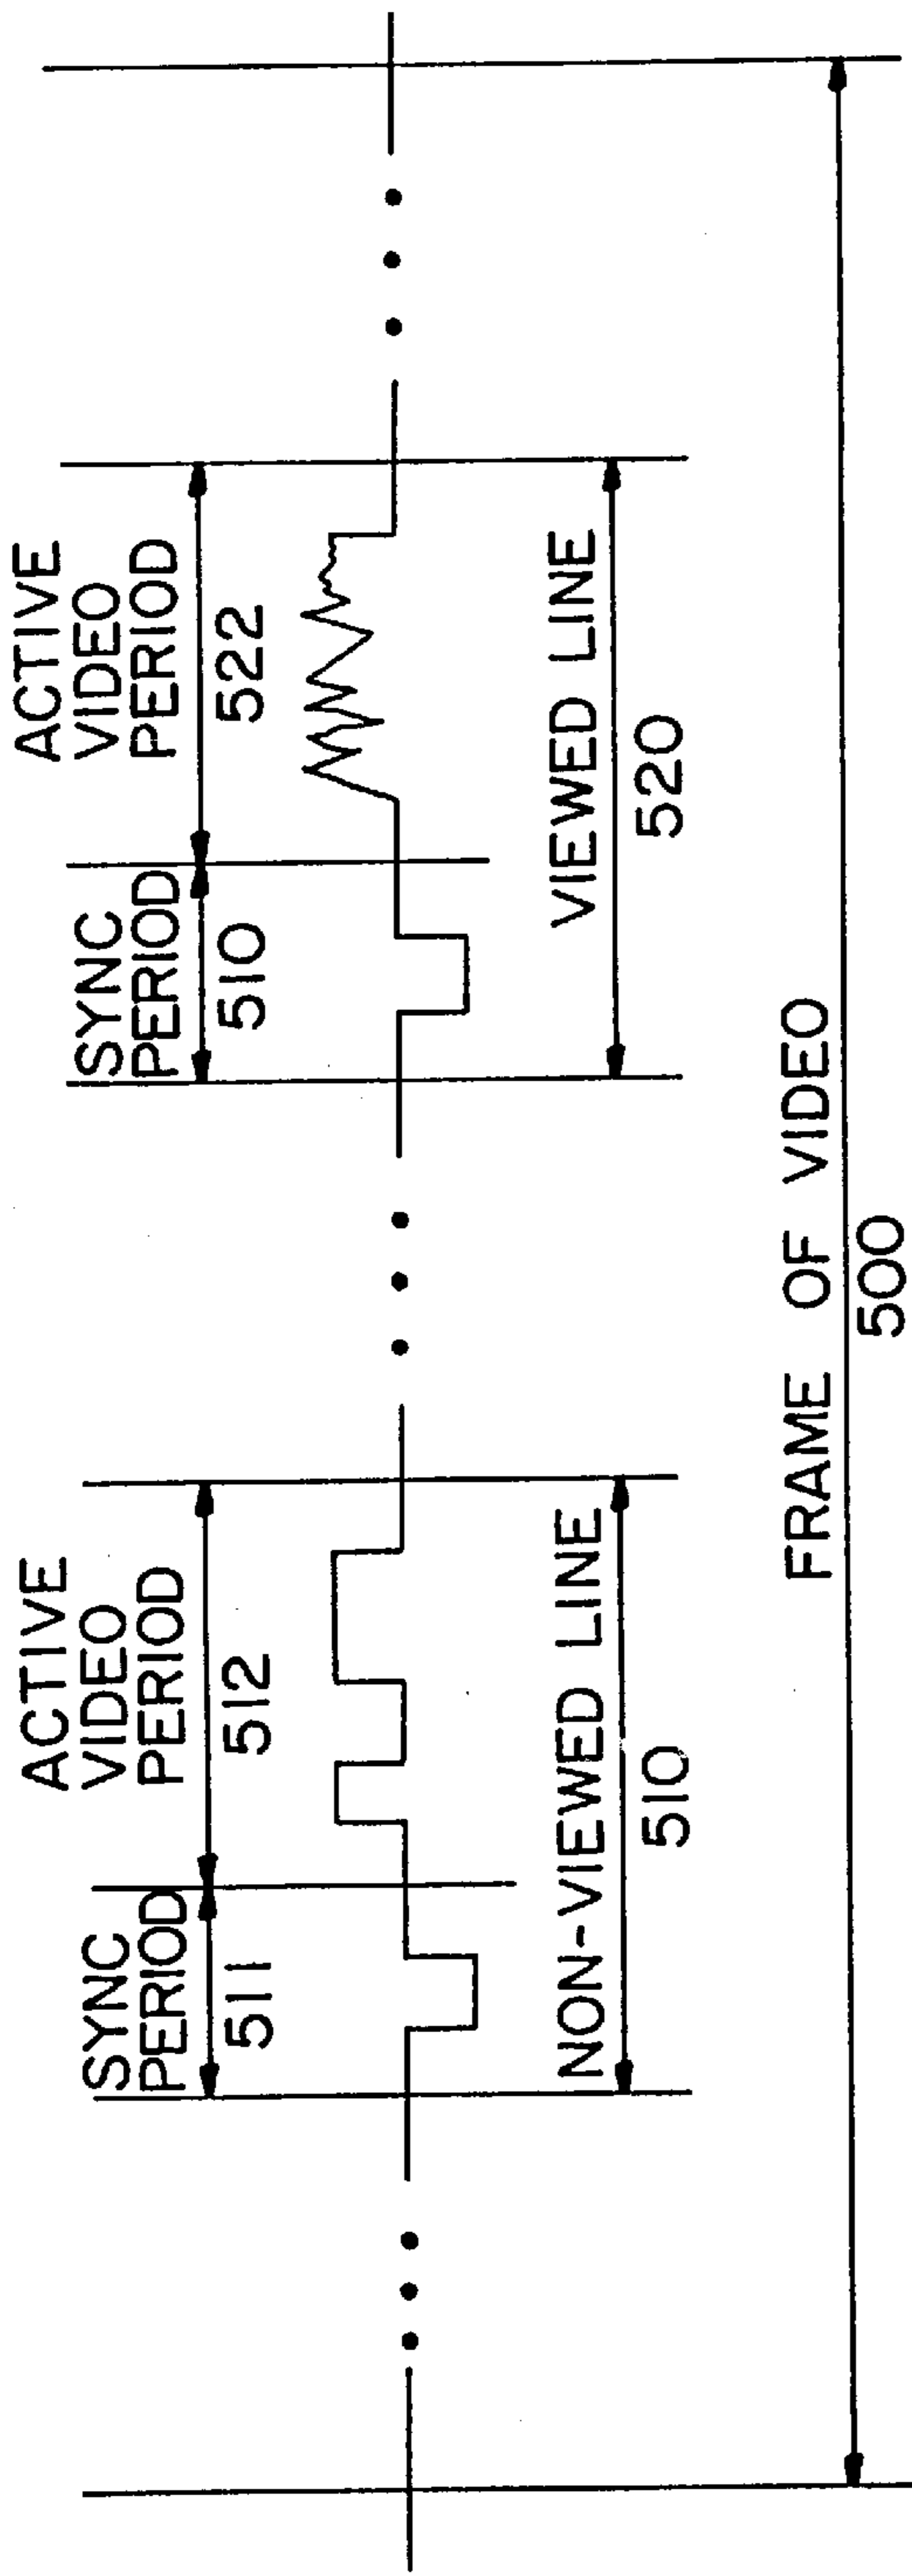 SYNC
PERIOD
511
ACTIVE
VIDEO
PERIOD
512
NON-VIEWED LINE
510
SYNC
PERIOD
510
ACTIVE
VIDEO
PERIOD
522
VIEWED LINE
520
FRAME OF VIDEO
500